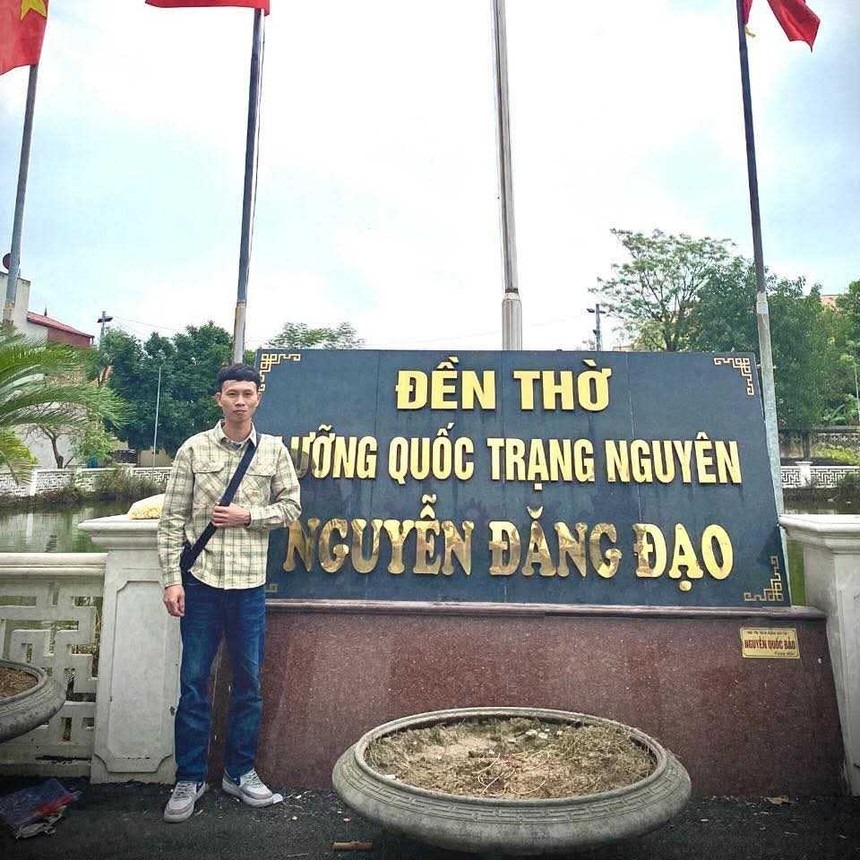 ĐỀN THỜ
ƯỠNG QUỐC TRẠNG NGUYÊN
NGUYỄN ĐĂNG ĐẠO
NGUYỄN QUỐC BẢO